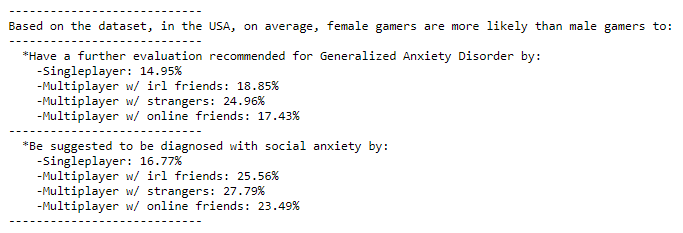 ----------------------------
Based on the dataset, in the USA, on average, female gamers are more likely than male gamers to:
----------------------------
  *Have a further evaluation recommended for Generalized Anxiety Disorder by:
    -Singleplayer: 14.95%
    -Multiplayer w/ irl friends: 18.85%
    -Multiplayer w/ strangers: 24.96%
    -Multiplayer w/ online friends: 17.43%
----------------------------
  *Be suggested to be diagnosed with social anxiety by:
    -Singleplayer: 16.77%
    -Multiplayer w/ irl friends: 25.56%
    -Multiplayer w/ strangers: 27.79%
    -Multiplayer w/ online friends: 23.49%
----------------------------